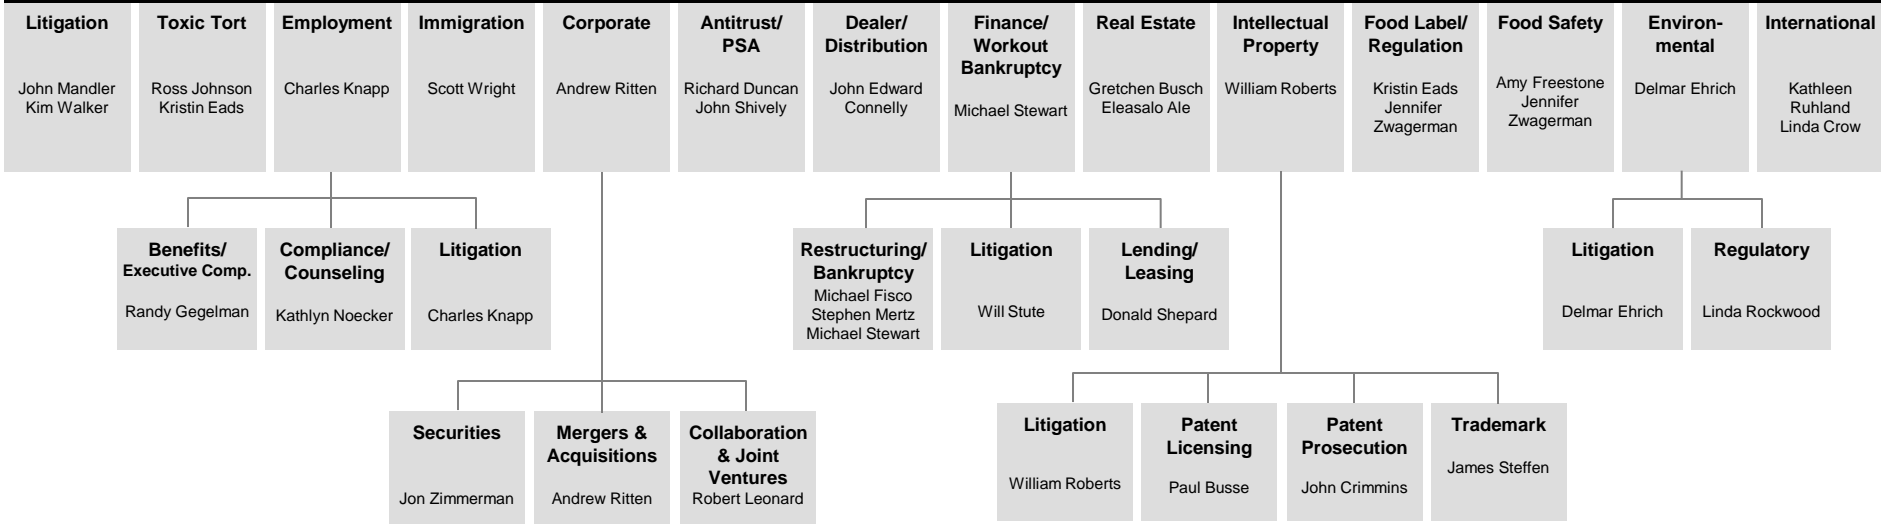 Litigation
John Mandler
Kim Walker
Toxic Tort
Ross Johnson
Kristin Eads
Employment
Charles Knapp
Immigration
Scott Wright
Corporate
Andrew Ritten
Antitrust/
PSA
Richard Duncan
John Shively
Dealer/
Distribution
John Edward
Connelly
Finance/
Workout
Bankruptcy
Michael Stewart
Real Estate
Gretchen Busch
Eleasalo Ale
Intellectual
Property
William Roberts
Food Label/
Regulation
Kristin Eads
Jennifer
Zwagerman
Food Safety
Amy Freestone
Jennifer
Zwagerman
Environ-
mental
Delmar Ehrich
International
Kathleen
Ruhland
Linda Crow
Benefits/
Executive Comp.
Randy Gegelman
Compliance/
Counseling
Kathlyn Noecker
Litigation
Charles Knapp
Restructuring/
Bankruptcy
Michael Fisco
Stephen Mertz
Michael Stewart
Litigation
Will Stute
Lending/
Leasing
Donald Shepard
Litigation
Delmar Ehrich
Regulatory
Linda Rockwood
Securities
Jon Zimmerman
Mergers &
Acquisitions
Andrew Ritten
Collaboration
& Joint
Ventures
Robert Leonard
Litigation
William Roberts
Patent
Licensing
Paul Busse
Patent
Prosecution
John Crimmins
Trademark
James Steffen